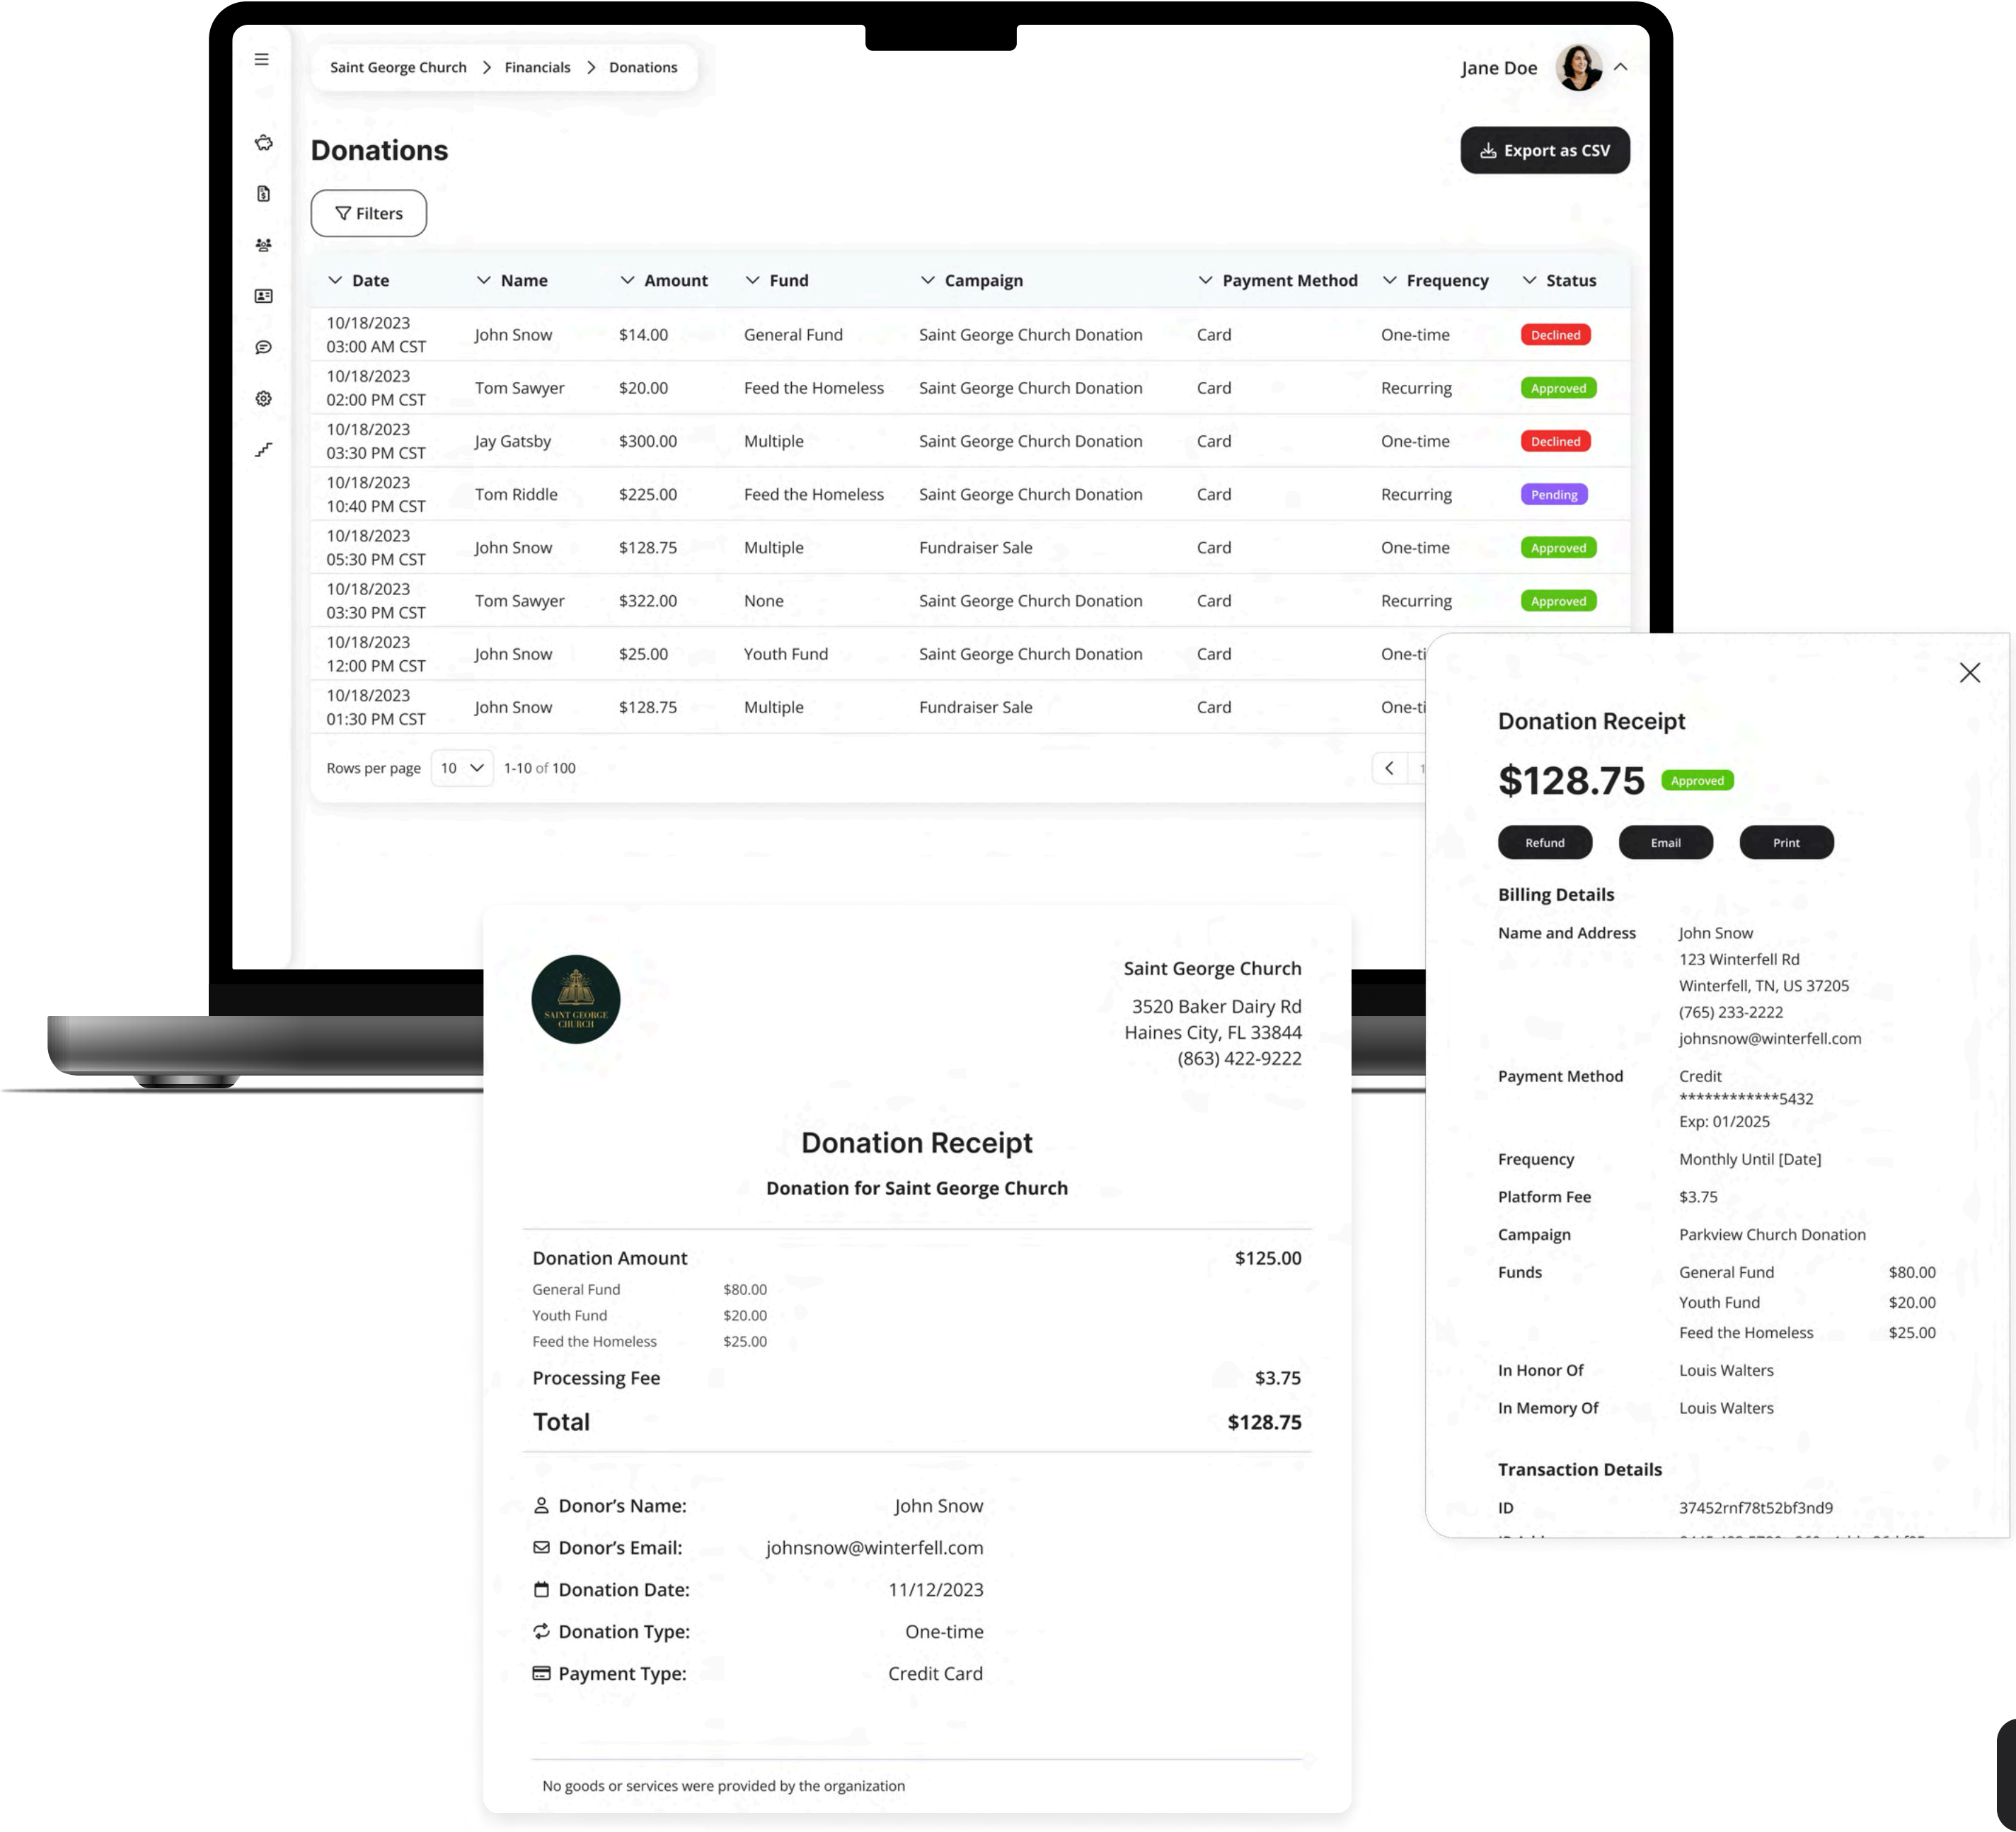 Saint George Church > Financials > Donations
Jane Doe
Donations
Export as CSV
Filters
Date Name Amount Fund Campaign Payment Method Frequency Status
10/18/2023
03:00 AM CST John Snow $14.00 General Fund Saint George Church Donation Card One-time Declined
10/18/2023
02:00 PM CST Tom Sawyer $20.00 Feed the Homeless Saint George Church Donation Card Recurring Approved
10/18/2023
03:30 PM CST Jay Gatsby $300.00 Multiple Saint George Church Donation Card One-time Declined
10/18/2023
10:40 PM CST Tom Riddle $225.00 Feed the Homeless Saint George Church Donation Card Recurring Pending
10/18/2023
05:30 PM CST John Snow $128.75 Multiple Fundraiser Sale Card One-time Approved
10/18/2023
03:30 PM CST Tom Sawyer $322.00 None Saint George Church Donation Card Recurring Approved
10/18/2023
12:00 PM CST John Snow $25.00 Youth Fund Saint George Church Donation Card One-ti
10/18/2023
01:30 PM CST John Snow $128.75 Multiple Fundraiser Sale Card One-ti
Rows per page 10 1-10 of 100
Donation Receipt
$128.75 Approved
Refund Email Print
Billing Details
Name and Address John Snow
123 Winterfell Rd
Winterfell, TN, US 37205
(765) 233-2222
johnsnow@winterfell.com
Payment Method Credit
************5432
Exp: 01/2025
Frequency Monthly Until [Date]
Platform Fee $3.75
Campaign Parkview Church Donation
Funds General Fund $80.00
Youth Fund $20.00
Feed the Homeless $25.00
In Honor Of Louis Walters
In Memory Of Louis Walters
Transaction Details
ID 37452rnf78t52bf3nd9
SAINT GEORGE
CHURCH
Saint George Church
3520 Baker Dairy Rd
Haines City, FL 33844
(863) 422-9222
Donation Receipt
Donation for Saint George Church
Donation Amount $125.00
General Fund $80.00
Youth Fund $20.00
Feed the Homeless $25.00
Processing Fee $3.75
Total $128.75
Donor’s Name: John Snow
Donor’s Email: johnsnow@winterfell.com
Donation Date: 11/12/2023
Donation Type: One-time
Payment Type: Credit Card
No goods or services were provided by the organization